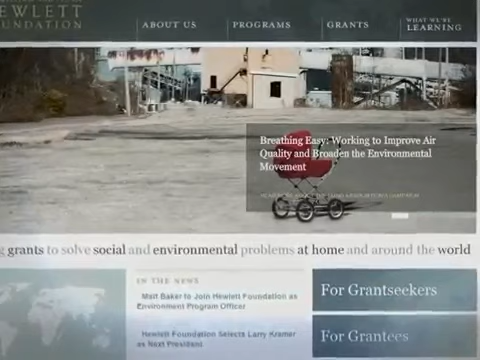 EWLETT
FOUNDATION
ABOUT US
PROGRAMS
GRANTS
WHAT WE'RE
LEARNING
Breathing Easy: Working to Improve Air
Quality and Broaden the Environmental
Movement
g grants to solve social and environmental problems at home and around the world
IN THE NEWS
Matt Baker to Join Hewlett Foundation as
Environment Program Officer
Hewlett Foundation Selects Larry Kramer
as Next President
For Grantseekers
For Grantees